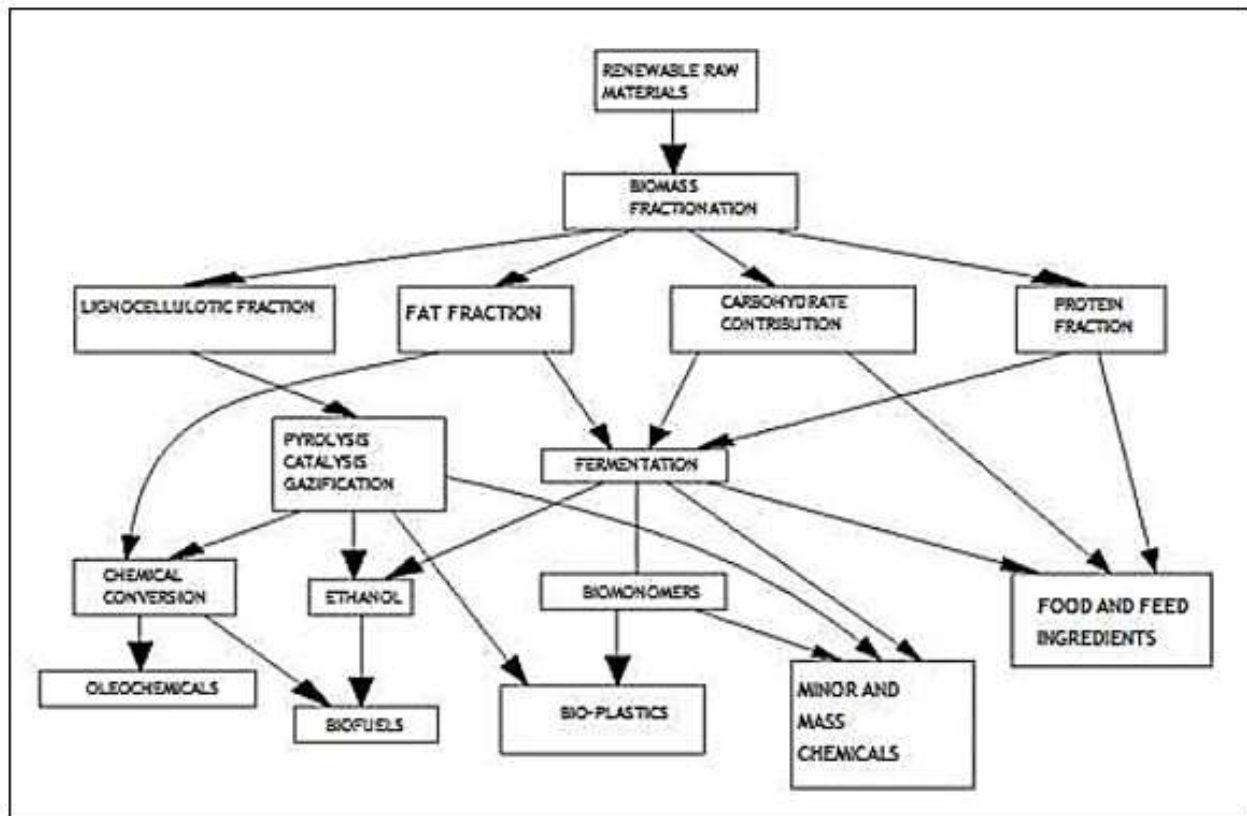 RENEWABLE RAW
MATERIALS
BIOMASS
FRACTIONATION
LIGNOCELLULOTIC FRACTION
FAT FRACTION
CARBOHYDRATE
CONTRIBUTION
PROTEIN
FRACTION
PYROLYSIS
CATALYSIS
GAZIFICATION
FERMENTATION
CHEMICAL
CONVERSION
ETHANOL
BIOMONOMERS
FOOD AND FEED
INGREDIENTS
OLEOCHEMICALS
BIOFUELS
BIO-PLASTICS
MINOR AND
MASS
CHEMICALS